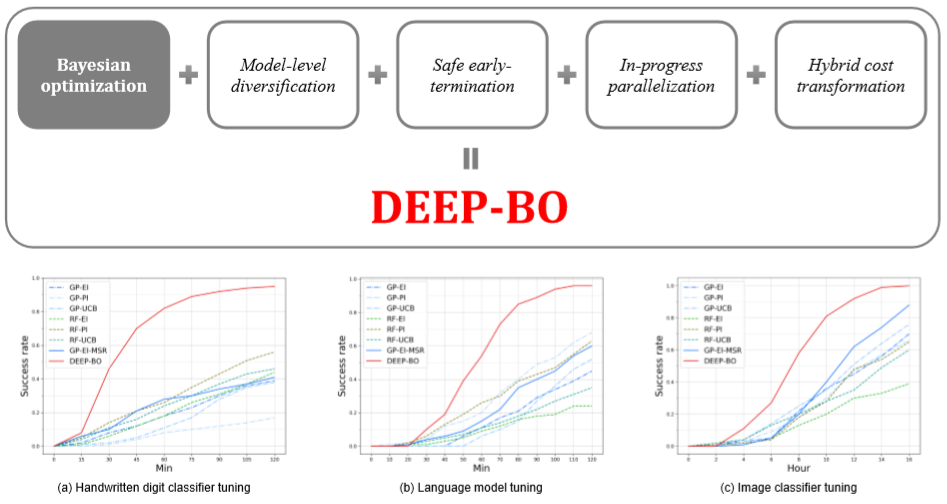 Bayesian
optimization
+
Model-level
diversification
+
Safe early-
termination
+
In-progress
parallelization
+
Hybrid cost
transformation
=
DEEP-BO
1.0
0.8
0.6
0.4
0.2
0.0
Success rate
GP-EI
GP-PI
GP-UCB
RF-EI
RF-PI
RF-UCB
GP-EI-MSR
DEEP-BO
0 15 30 45 60 75 90 105 120
Min
(a) Handwritten digit classifier tuning
1.0
0.8
0.6
0.4
0.2
0.0
Success rate
GP-EI
GP-PI
GP-UCB
RF-EI
RF-PI
RF-UCB
GP-EI-MSR
DEEP-BO
0 10 20 30 40 50 60 70 80 90 100 110 120
Min
(b) Language model tuning
1.0
0.8
0.6
0.4
0.2
0.0
Success rate
GP-EI
GP-PI
GP-UCB
RF-EI
RF-PI
RF-UCB
GP-EI-MSR
DEEP-BO
0 2 4 6 8 10 12 14 16
Hour
(c) Image classifier tuning